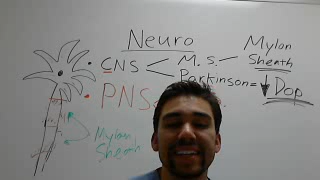 Neuro
• CNS < M.S. — Mylon Sheath
Parkinson = ↓ Dop
• PNS
Mylon
Sheath